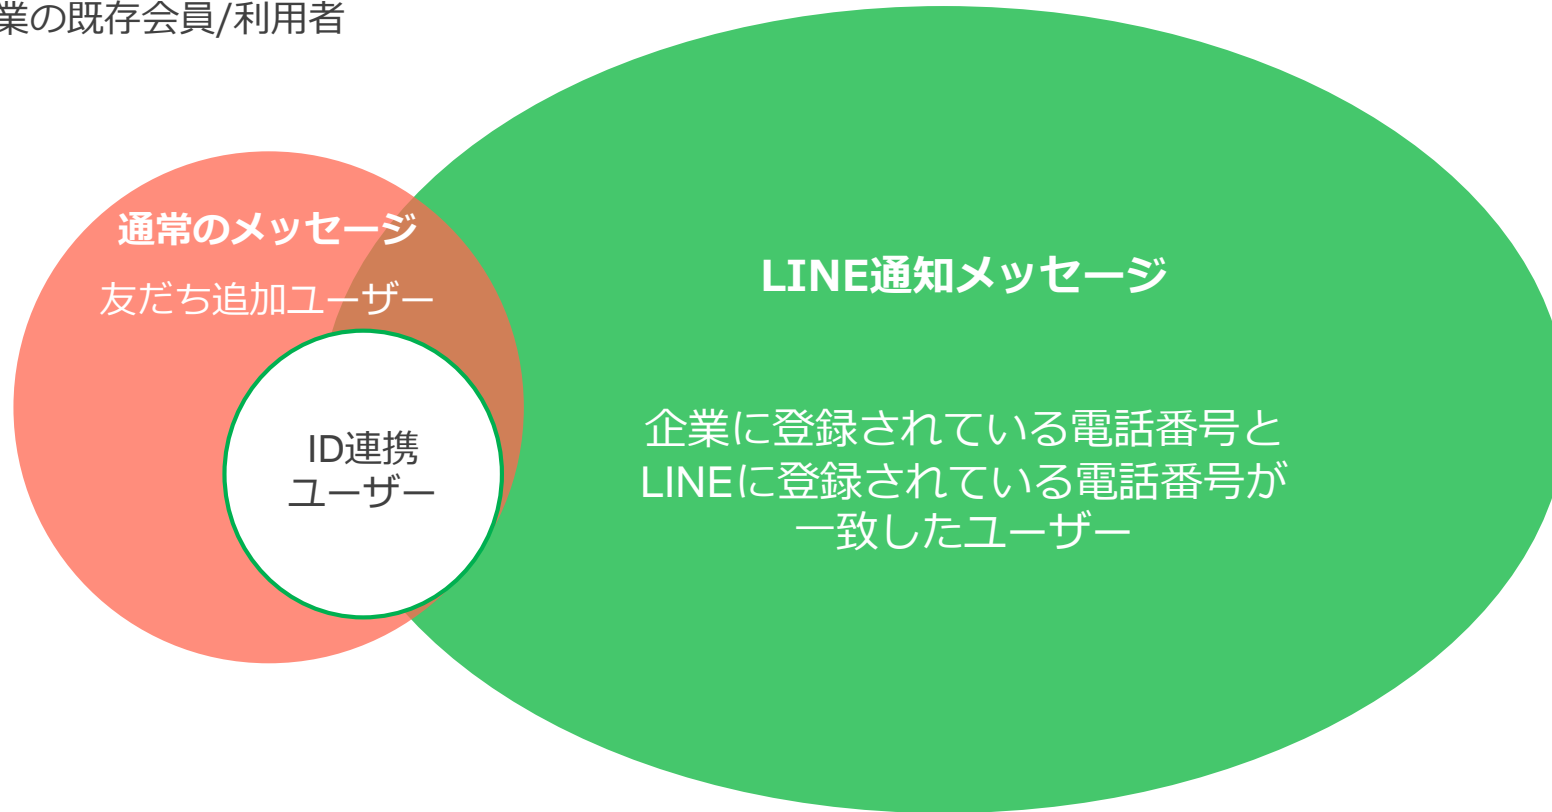 業の既存会員/利用者
通常のメッセージ
友だち追加ユーザー
ID連携
ユーザー
LINE通知メッセージ
企業に登録されている電話番号と
LINEに登録されている電話番号が
一致したユーザー